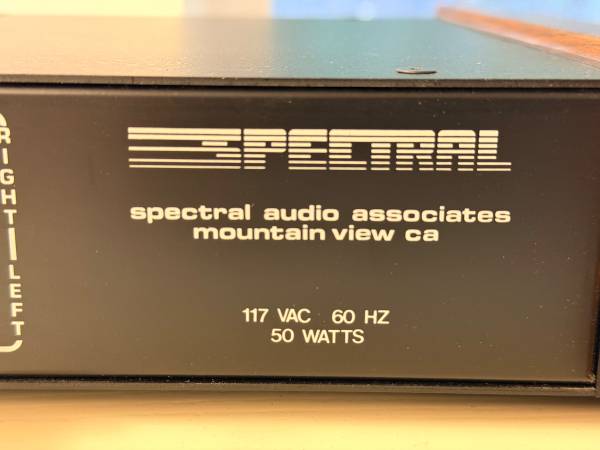 SPECTRAL
spectral audio associates
mountain view ca
117 VAC 60 HZ
50 WATTS
RIGHT
LEFT